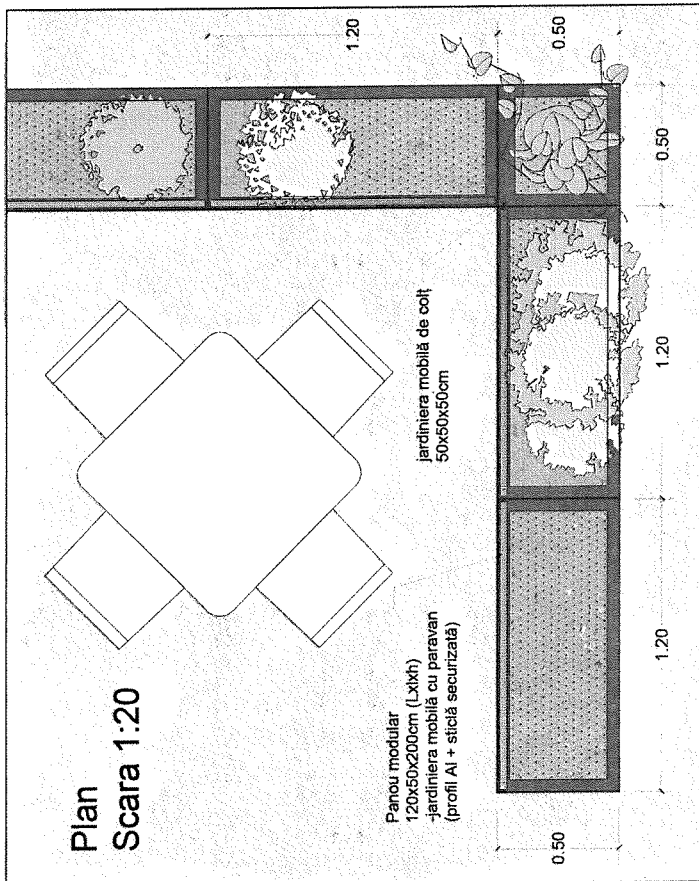 Plan
Scara 1:20
Panou modular
120x50x200cm (Lxlxh)
-jardiniera mobilă cu paravan
(profil Al + sticlă securizată)
jardiniera mobilă de colț
50x50x50cm
0.50
1.20
1.20
0.50
0.50
1.20